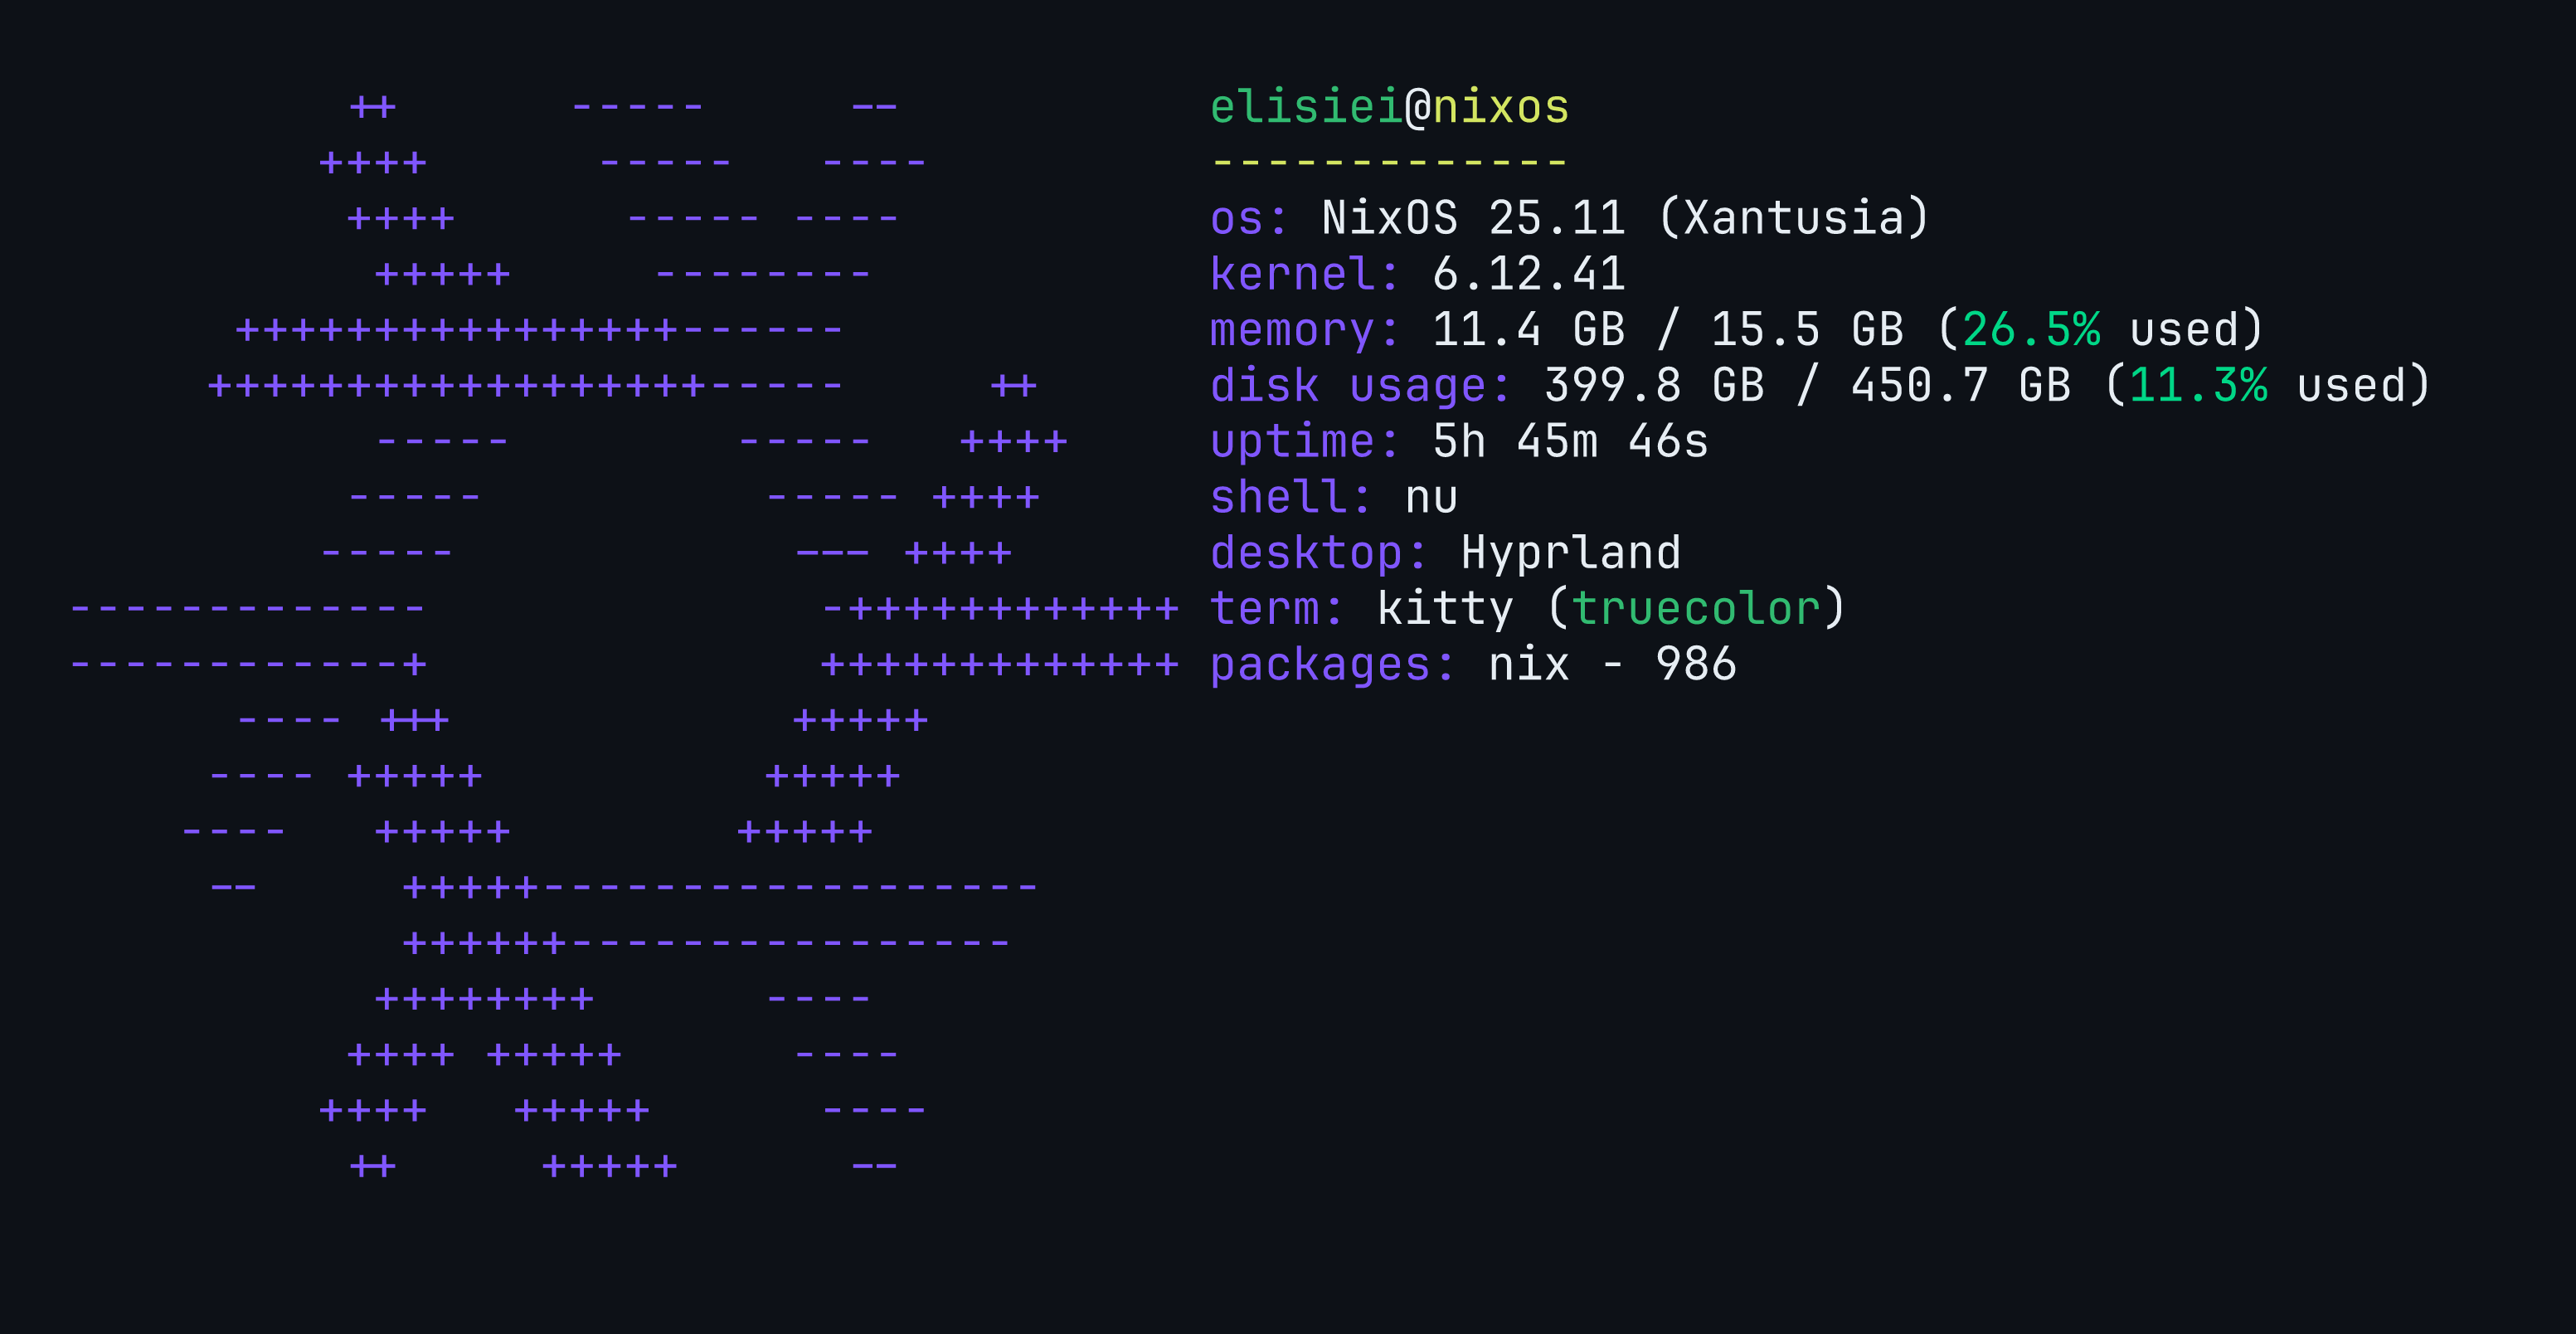 elisiei@nixos
-------------
os: NixOS 25.11 (Xantusia)
kernel: 6.12.41
memory: 11.4 GB / 15.5 GB (26.5% used)
disk usage: 399.8 GB / 450.7 GB (11.3% used)
uptime: 5h 45m 46s
shell: nu
desktop: Hyprland
term: kitty (truecolor)
packages: nix - 986